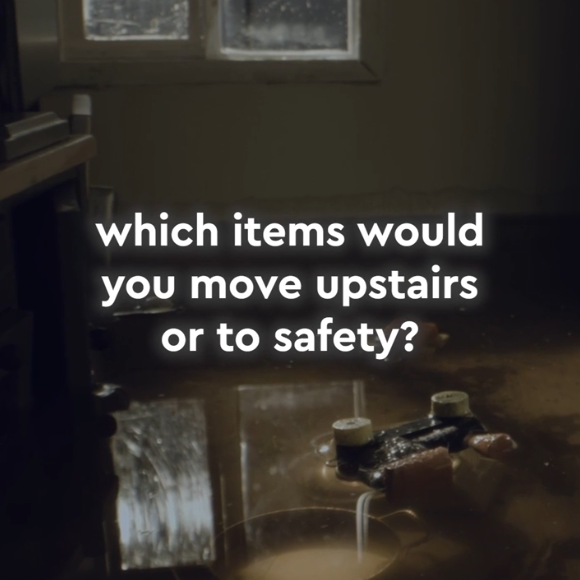 which items would
you move upstairs
or to safety?